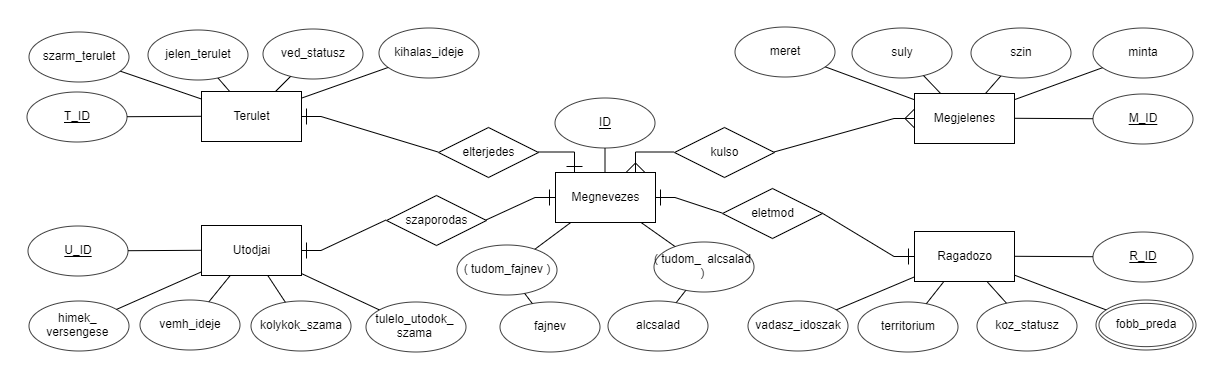 szarm_terulet
jelen_terulet
ved_statusz
kihalas_ideje
meret
suly
szin
minta
T_ID
Terulet
ID
Megjelenes
M_ID
elterjedes
kulso
Megnevezes
szaporodas
eletmod
U_ID
Utodjai
( tudom_fajnev )
( tudom_ alcsalad
)
Ragadozo
R_ID
himek_
versengese
vemh_ideje
kolykok_szama
tulelo_utodok_
szama
fajnev
alcsalad
vadasz_idoszak
territorium
koz_statusz
fobb_preda